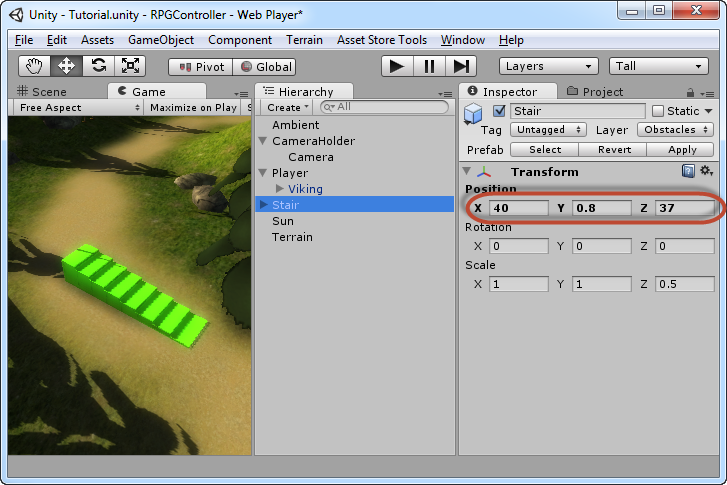 Unity - Tutorial.unity - RPGController - Web Player*
File Edit Assets GameObject Component Terrain Asset Store Tools Window Help
Pivot Global Layers Tall
Scene Game
Free Aspect Maximize on Play S
Hierarchy
Create All
Ambient
CameraHolder
Camera
Player
Viking
Stair
Sun
Terrain
Inspector Project
Stair Static
Tag Untagged Layer Obstacles
Prefab Select Revert Apply
Transform
Position
X 40 Y 0.8 Z 37
Rotation
X 0 Y 0 Z 0
Scale
X 1 Y 1 Z 0.5